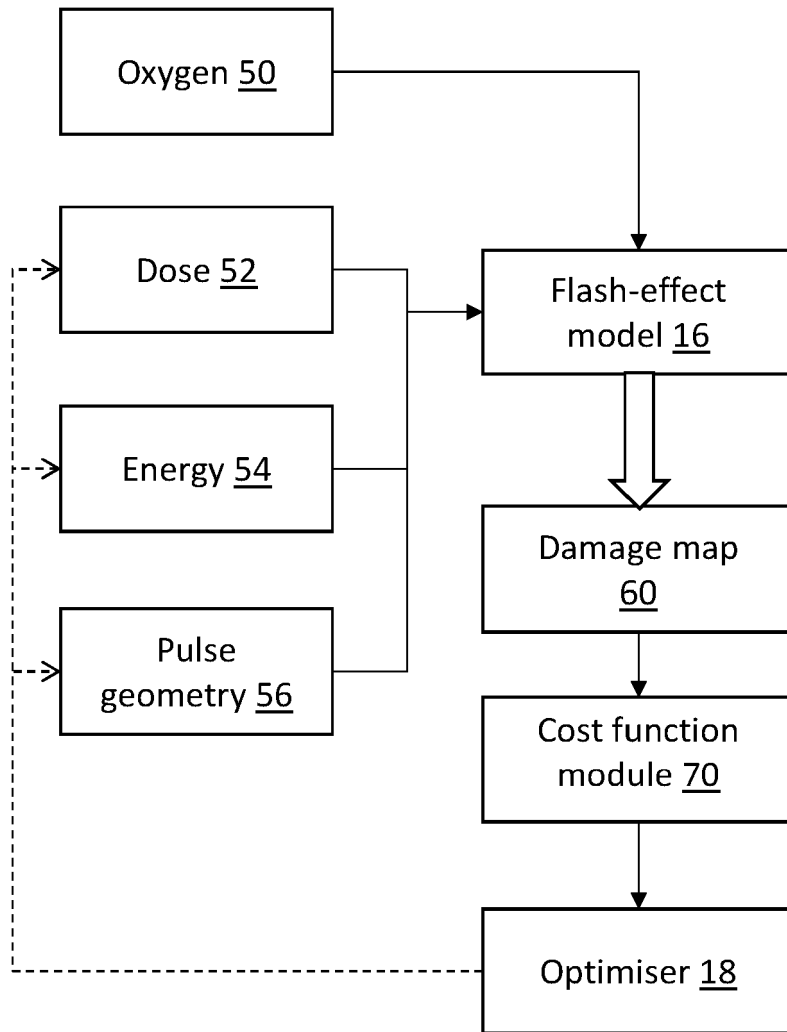 Oxygen 50
Dose 52
Flash-effect
model 16
Energy 54
Damage map
60
Pulse
geometry 56
Cost function
module 70
Optimiser 18